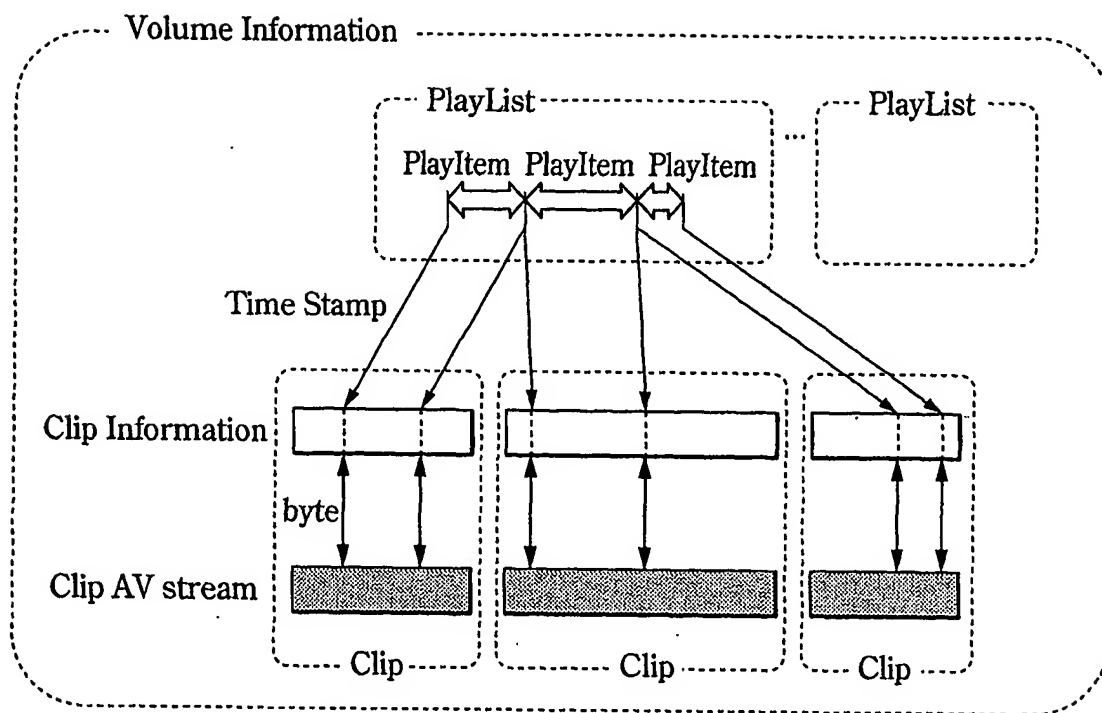 Volume Information
PlayList
PlayList
...
PlayItem PlayItem PlayItem
Time Stamp
Clip Information
byte
Clip AV stream
Clip
Clip
Clip